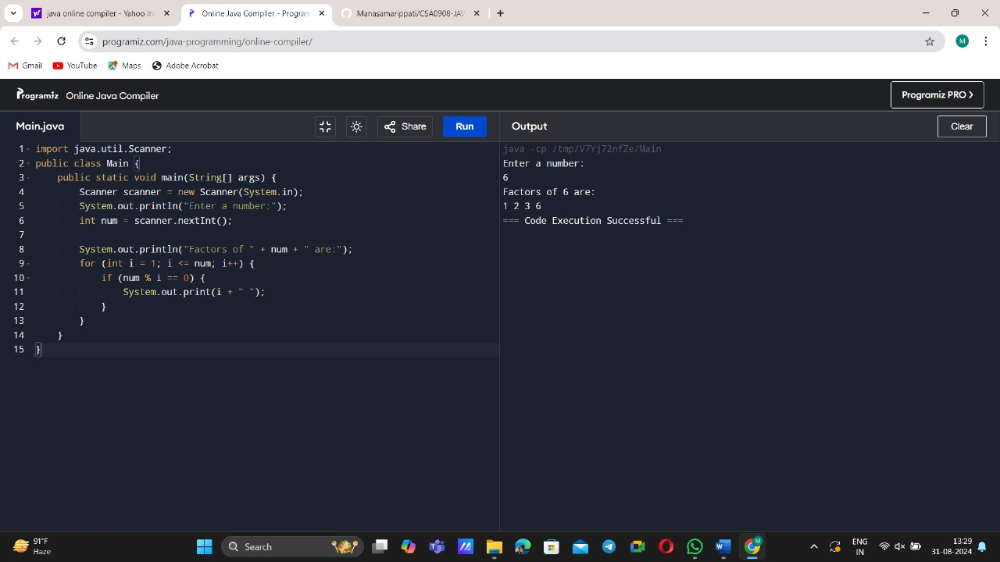 java online compiler - Yahoo In
Online Java Compiler - Program
Manasamarippati/CSA0908-JAV
programiz.com/java-programming/online-compiler/
M
Gmail
YouTube
Maps
Adobe Acrobat
Programiz Online Java Compiler
Programiz PRO >
Main.java
Share
Run
Output
Clear
1 import java.util.Scanner;
2 public class Main {
3 public static void main(String[] args) {
4 Scanner scanner = new Scanner(System.in);
5 System.out.println("Enter a number:");
6 int num = scanner.nextInt();
7
8 System.out.println("Factors of " + num + " are:");
9 for (int i = 1; i <= num; i++) {
10 if (num % i == 0) {
11 System.out.print(i + " ");
12 }
13 }
14 }
15 }
java -cp /tmp/V7Yj72nfZe/Main
Enter a number:
6
Factors of 6 are:
1 2 3 6
=== Code Execution Successful ===
91°F
Haze
Search
M
ENG
IN
13:29
31-08-2024